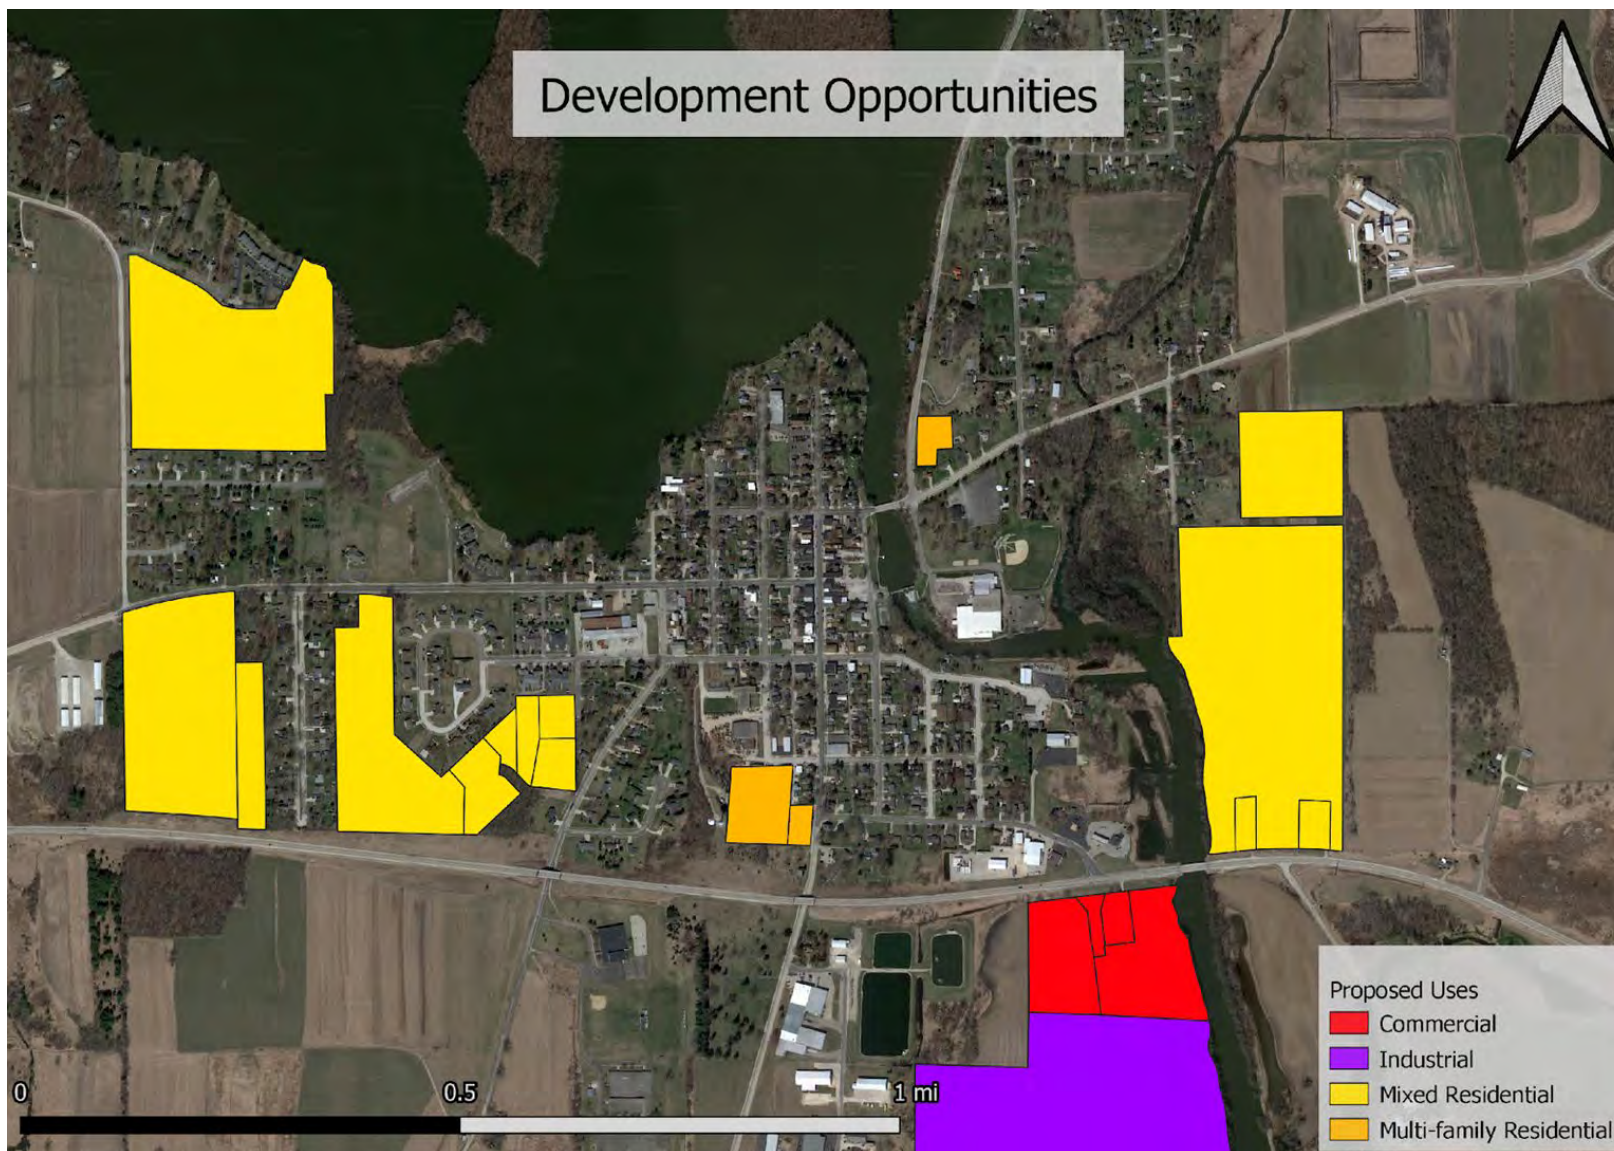 Development Opportunities
Proposed Uses
Commercial
Industrial
Mixed Residential
Multi-family Residential
0 0.5 1 mi